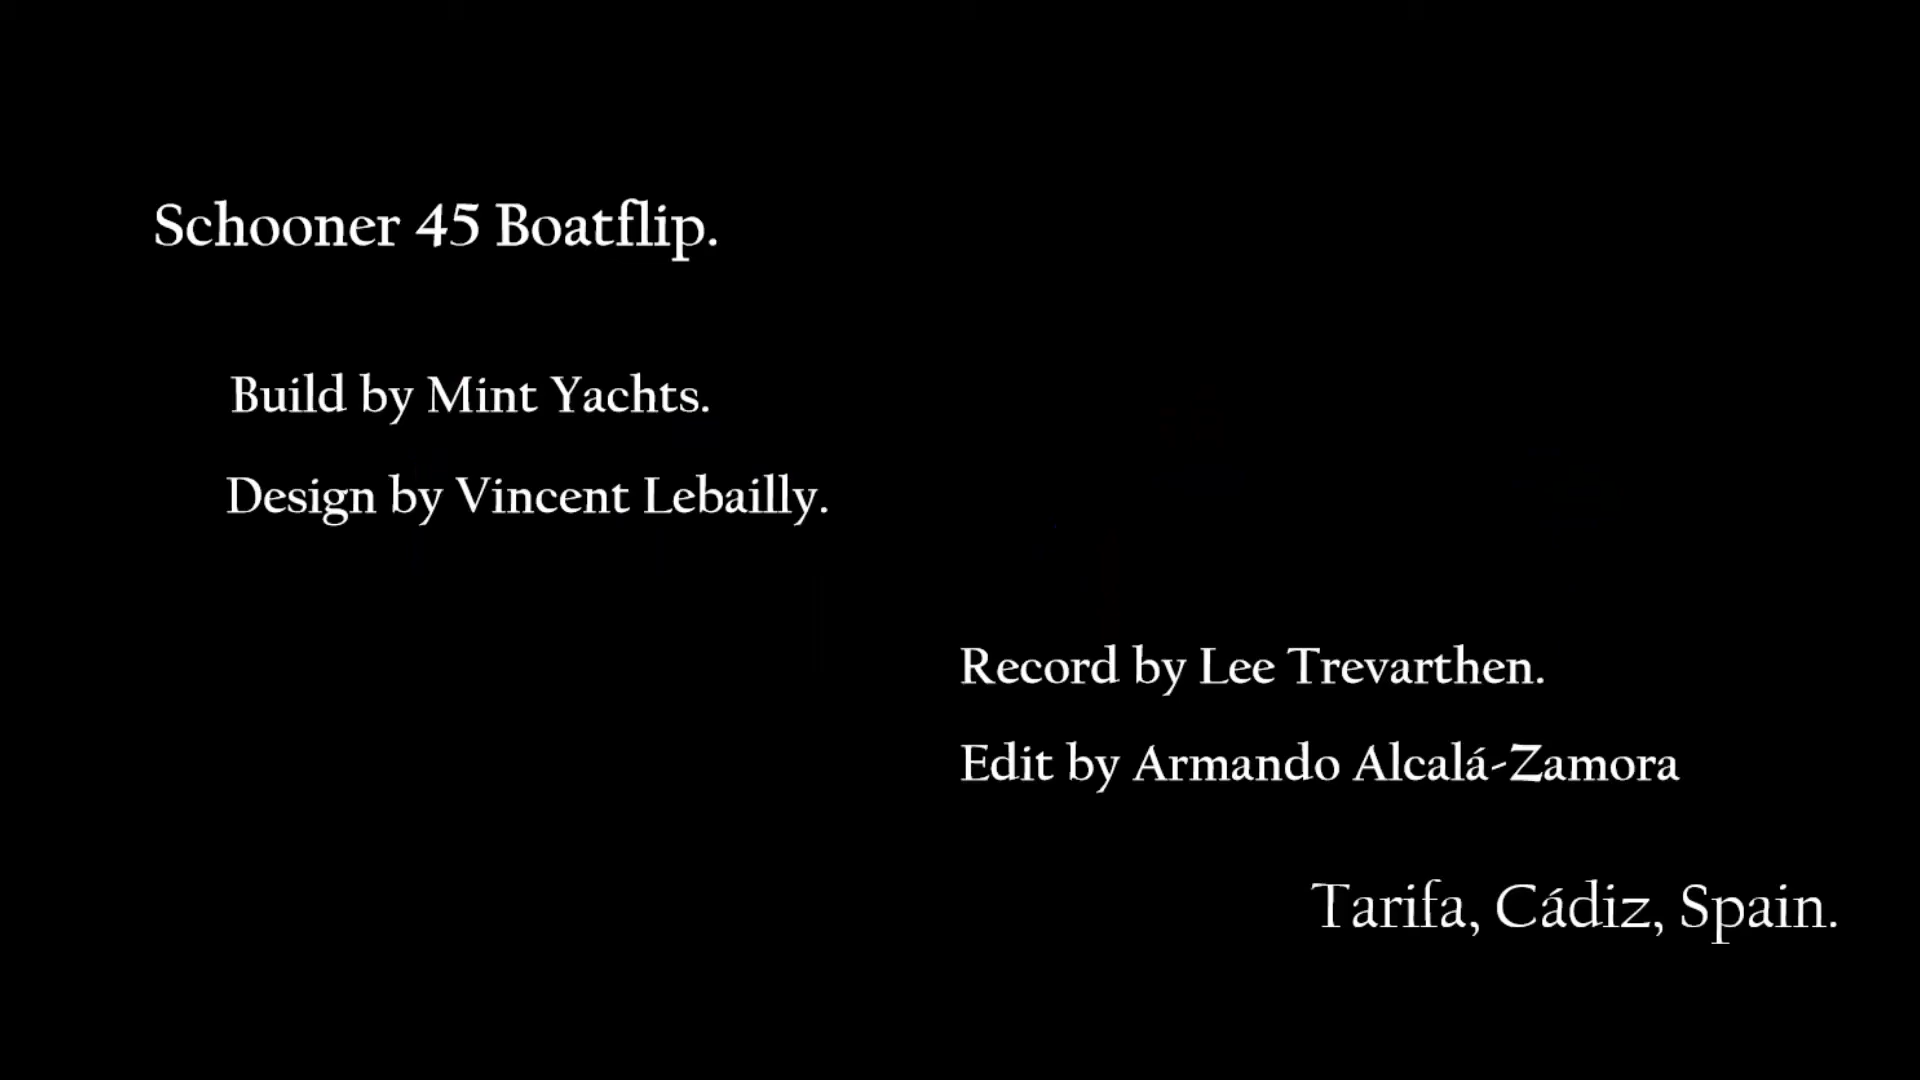 Schooner 45 Boatflip.
Build by Mint Yachts.
Design by Vincent Lebailly.
Record by Lee Trevarthen.
Edit by Armando Alcalá-Zamora
Tarifa, Cádiz, Spain.